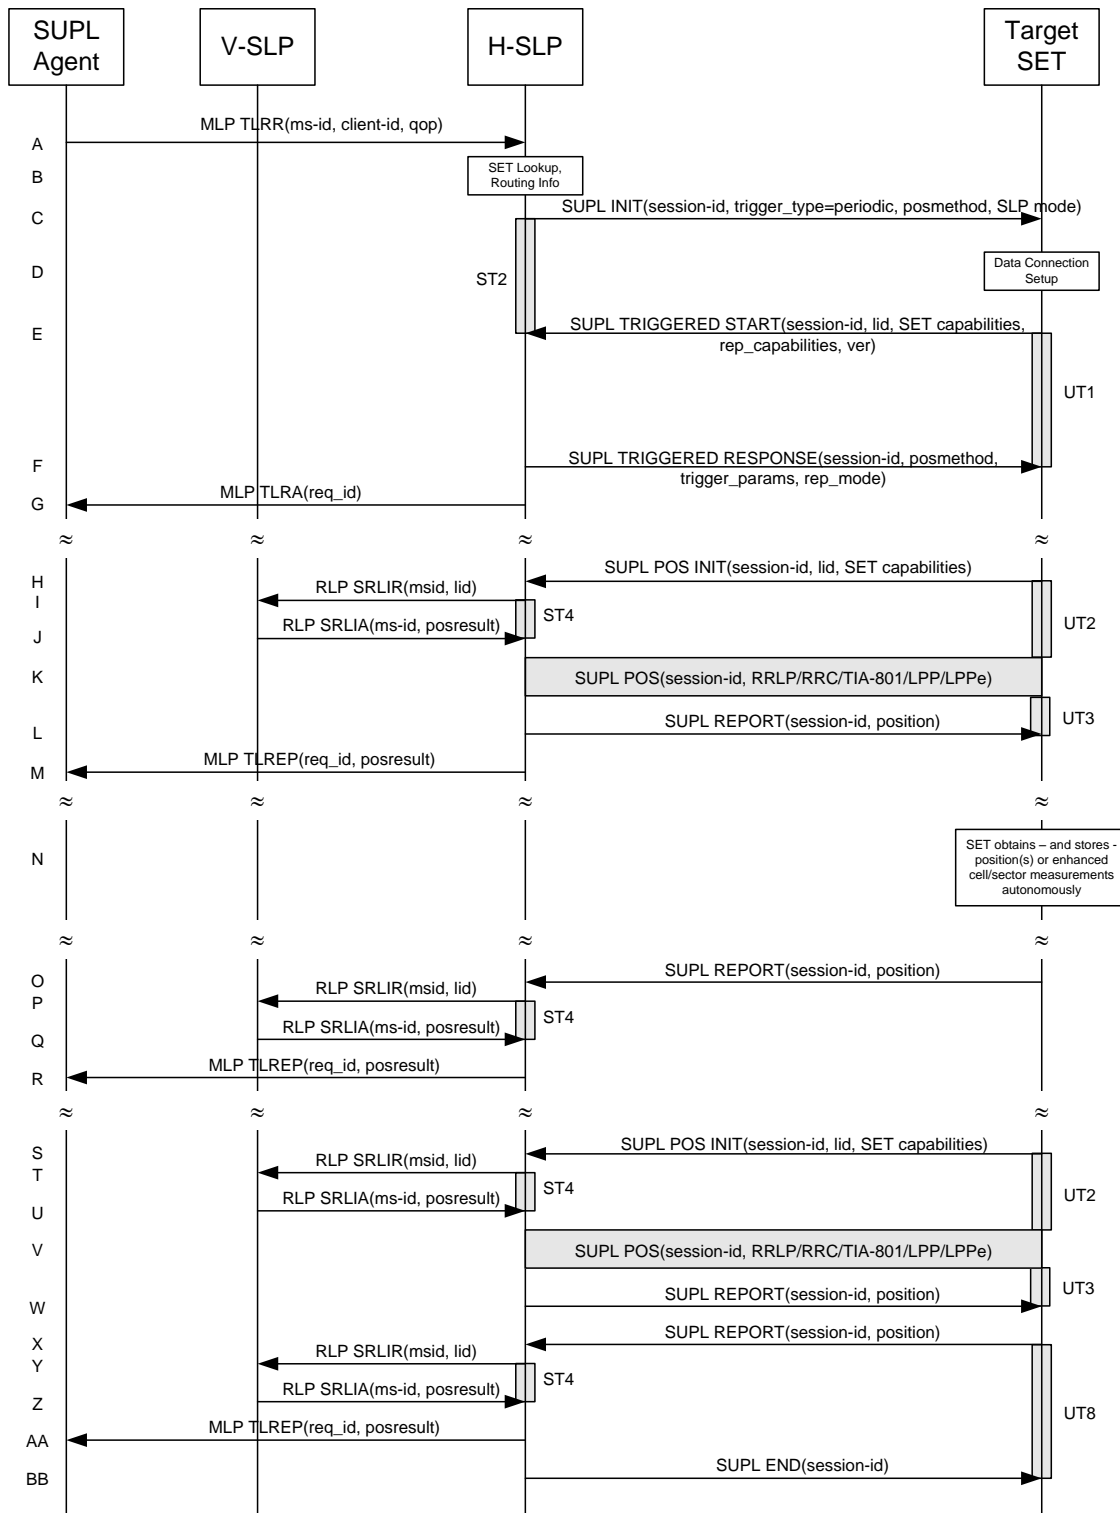 SUPL
Agent
V-SLP
H-SLP
Target
SET
A
MLP TLRR(ms-id, client-id, qop)
B
SET Lookup,
Routing Info
C
SUPL INIT(session-id, trigger_type=periodic, posmethod, SLP mode)
D
ST2
Data Connection
Setup
E
SUPL TRIGGERED START(session-id, lid, SET capabilities,
rep_capabilities, ver)
UT1
F
SUPL TRIGGERED RESPONSE(session-id, posmethod,
trigger_params, rep_mode)
G
MLP TLRA(req_id)
≈ ≈ ≈ ≈
H
SUPL POS INIT(session-id, lid, SET capabilities)
I
RLP SRLIR(msid, lid)
ST4
UT2
J
RLP SRLIA(ms-id, posresult)
K
SUPL POS(session-id, RRLP/RRC/TIA-801/LPP/LPPe)
UT3
L
SUPL REPORT(session-id, position)
M
MLP TLREP(req_id, posresult)
≈ ≈ ≈ ≈
N
SET obtains – and stores -
position(s) or enhanced
cell/sector measurements
autonomously
≈ ≈ ≈ ≈
O
SUPL REPORT(session-id, position)
P
RLP SRLIR(msid, lid)
ST4
Q
RLP SRLIA(ms-id, posresult)
R
MLP TLREP(req_id, posresult)
≈ ≈ ≈ ≈
S
SUPL POS INIT(session-id, lid, SET capabilities)
T
RLP SRLIR(msid, lid)
ST4
UT2
U
RLP SRLIA(ms-id, posresult)
V
SUPL POS(session-id, RRLP/RRC/TIA-801/LPP/LPPe)
UT3
W
SUPL REPORT(session-id, position)
X
SUPL REPORT(session-id, position)
Y
RLP SRLIR(msid, lid)
ST4
Z
RLP SRLIA(ms-id, posresult)
UT8
AA
MLP TLREP(req_id, posresult)
BB
SUPL END(session-id)